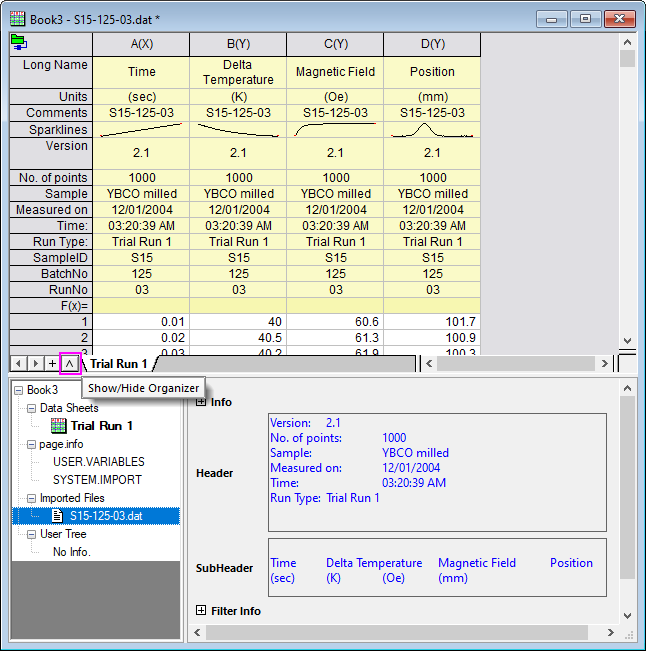 Book3 - S15-125-03.dat *
A(X) B(Y) C(Y) D(Y)
Long Name Time Delta Temperature Magnetic Field Position
Units (sec) (K) (Oe) (mm)
Comments S15-125-03 S15-125-03 S15-125-03 S15-125-03
Sparklines
Version 2.1 2.1 2.1 2.1
No. of points 1000 1000 1000 1000
Sample YBCO milled YBCO milled YBCO milled YBCO milled
Measured on 12/01/2004 12/01/2004 12/01/2004 12/01/2004
Time: 03:20:39 AM 03:20:39 AM 03:20:39 AM 03:20:39 AM
Run Type: Trial Run 1 Trial Run 1 Trial Run 1 Trial Run 1
SampleID S15 S15 S15 S15
BatchNo 125 125 125 125
RunNo 03 03 03 03
F(x)=
1 0.01 40 60.6 101.7
2 0.02 40.5 61.3 100.9
3 0.03 40.2 61.9 100.3
Trial Run 1
Show/Hide Organizer
Book3
Data Sheets
Trial Run 1
page.info
USER.VARIABLES
SYSTEM.IMPORT
Imported Files
S15-125-03.dat
User Tree
No Info.
Info
Header
Version: 2.1
No. of points: 1000
Sample: YBCO milled
Measured on: 12/01/2004
Time: 03:20:39 AM
Run Type: Trial Run 1
SubHeader
Time Delta Temperature Magnetic Field Position
(sec) (K) (Oe) (mm)
Filter Info